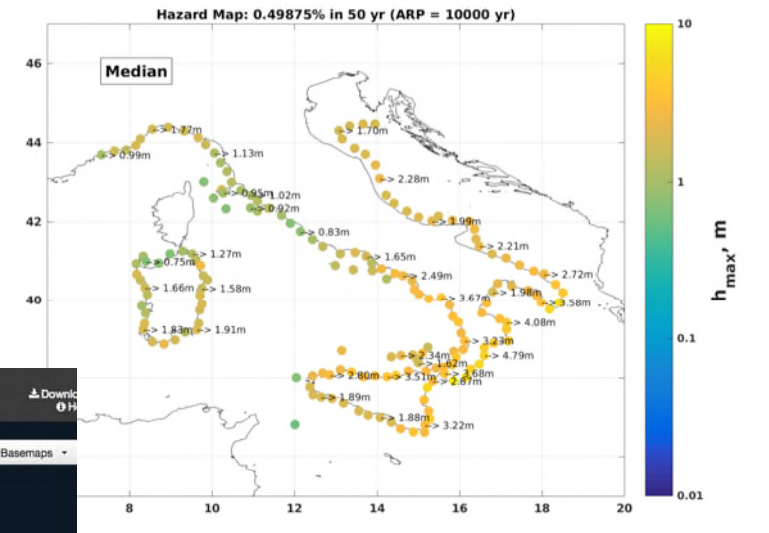 Hazard Map: 0.49875% in 50 yr (ARP = 10000 yr)
Median
46
44
42
40
8
10
12
14
16
18
20
-> 1.77m
-> 0.99m
-> 1.13m
-> 1.70m
-> 2.28m
-> 0.95m
-> 1.02m
-> 0.92m
-> 0.83m
-> 1.99m
-> 2.21m
-> 1.27m
-> 0.75m
-> 1.65m
-> 2.72m
-> 2.49m
-> 1.66m
-> 1.58m
-> 1.98m
-> 3.67m
-> 3.58m
-> 4.08m
-> 1.83m
-> 1.91m
-> 3.23m
-> 2.34m
-> 4.79m
-> 1.62m
-> 2.80m
-> 3.51m
-> 3.68m
-> 2.87m
-> 1.89m
-> 1.88m
-> 3.22m
10
1
0.1
0.01
hmax, m
Downlo
Basemaps